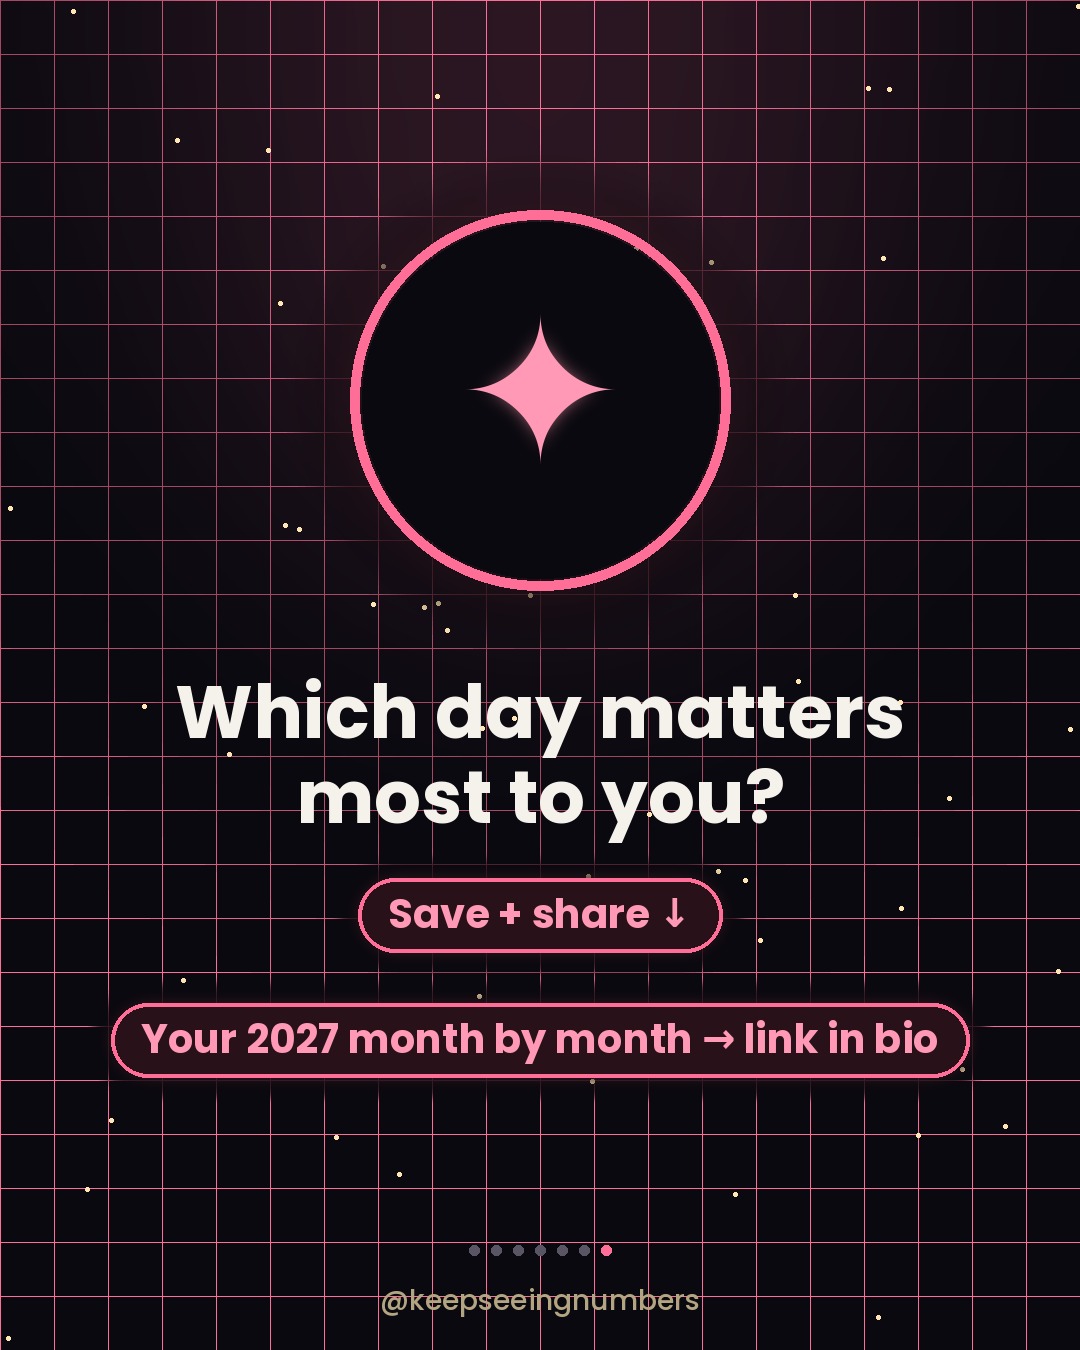 Which day matters
most to you?
Save + share ↓
Your 2027 month by month → link in bio
@keepseeingnumbers